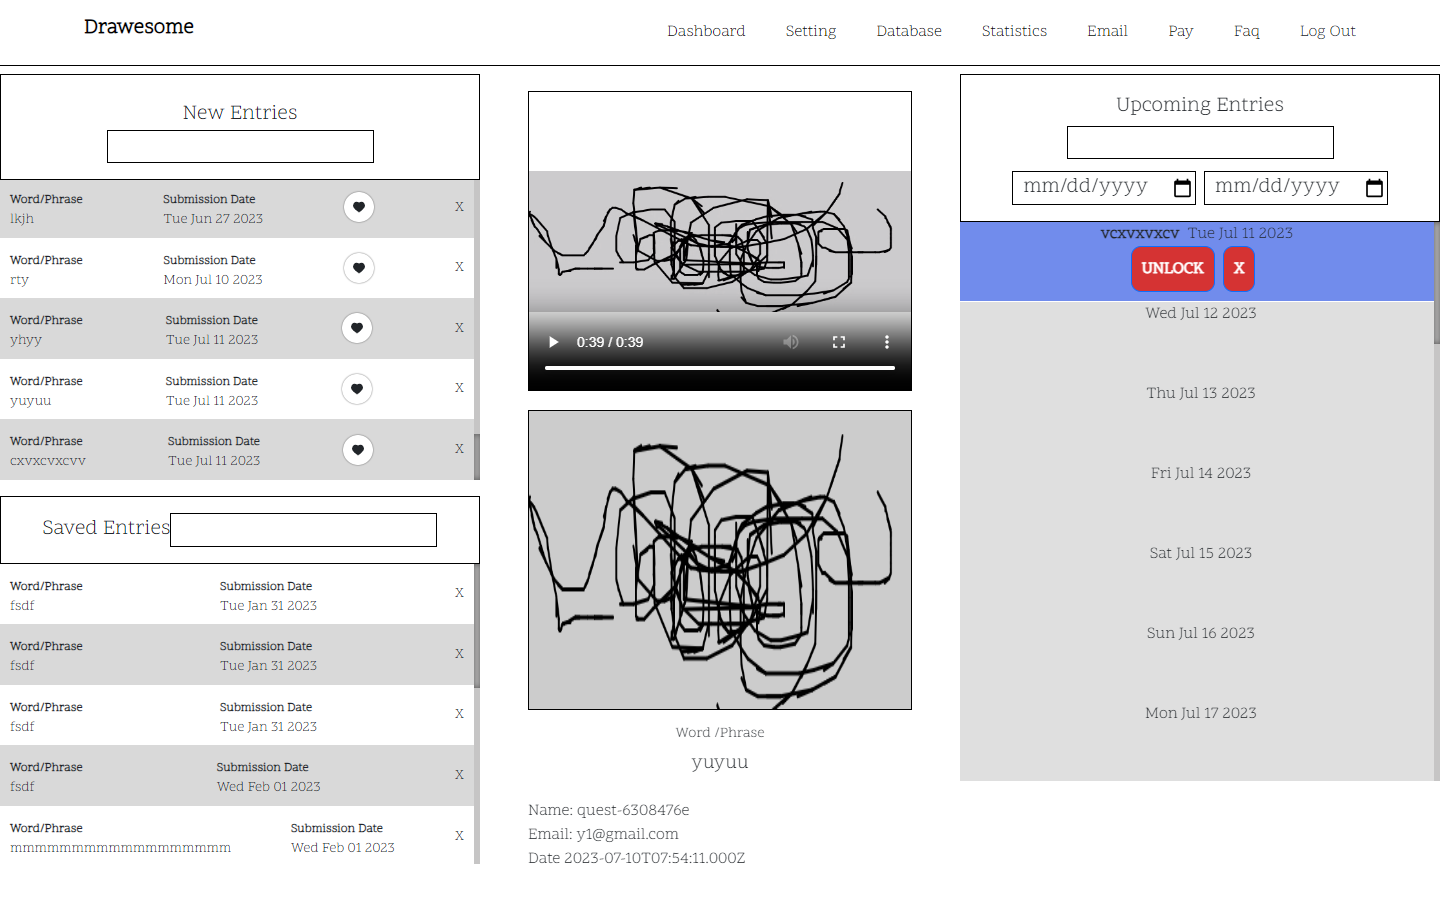 Drawesome
Dashboard Setting Database Statistics Email Pay Faq Log Out
New Entries
Word/Phrase Submission Date
lkjh Tue Jun 27 2023 X
Word/Phrase Submission Date
rty Mon Jul 10 2023 X
Word/Phrase Submission Date
yhyy Tue Jul 11 2023 X
Word/Phrase Submission Date
yuyuu Tue Jul 11 2023 X
Word/Phrase Submission Date
cxvxcvxcvv Tue Jul 11 2023 X
Saved Entries
Word/Phrase Submission Date
fsdf Tue Jan 31 2023 X
Word/Phrase Submission Date
fsdf Tue Jan 31 2023 X
Word/Phrase Submission Date
fsdf Tue Jan 31 2023 X
Word/Phrase Submission Date
fsdf Wed Feb 01 2023 X
Word/Phrase Submission Date
mmmmmmmmmmmmmmmmmm Wed Feb 01 2023 X
0:39 / 0:39
Word /Phrase
yuyuu
Name: quest-6308476e
Email: y1@gmail.com
Date 2023-07-10T07:54:11.000Z
Upcoming Entries
mm/dd/yyyy mm/dd/yyyy
vcxvxvxcv Tue Jul 11 2023
UNLOCK X
Wed Jul 12 2023
Thu Jul 13 2023
Fri Jul 14 2023
Sat Jul 15 2023
Sun Jul 16 2023
Mon Jul 17 2023